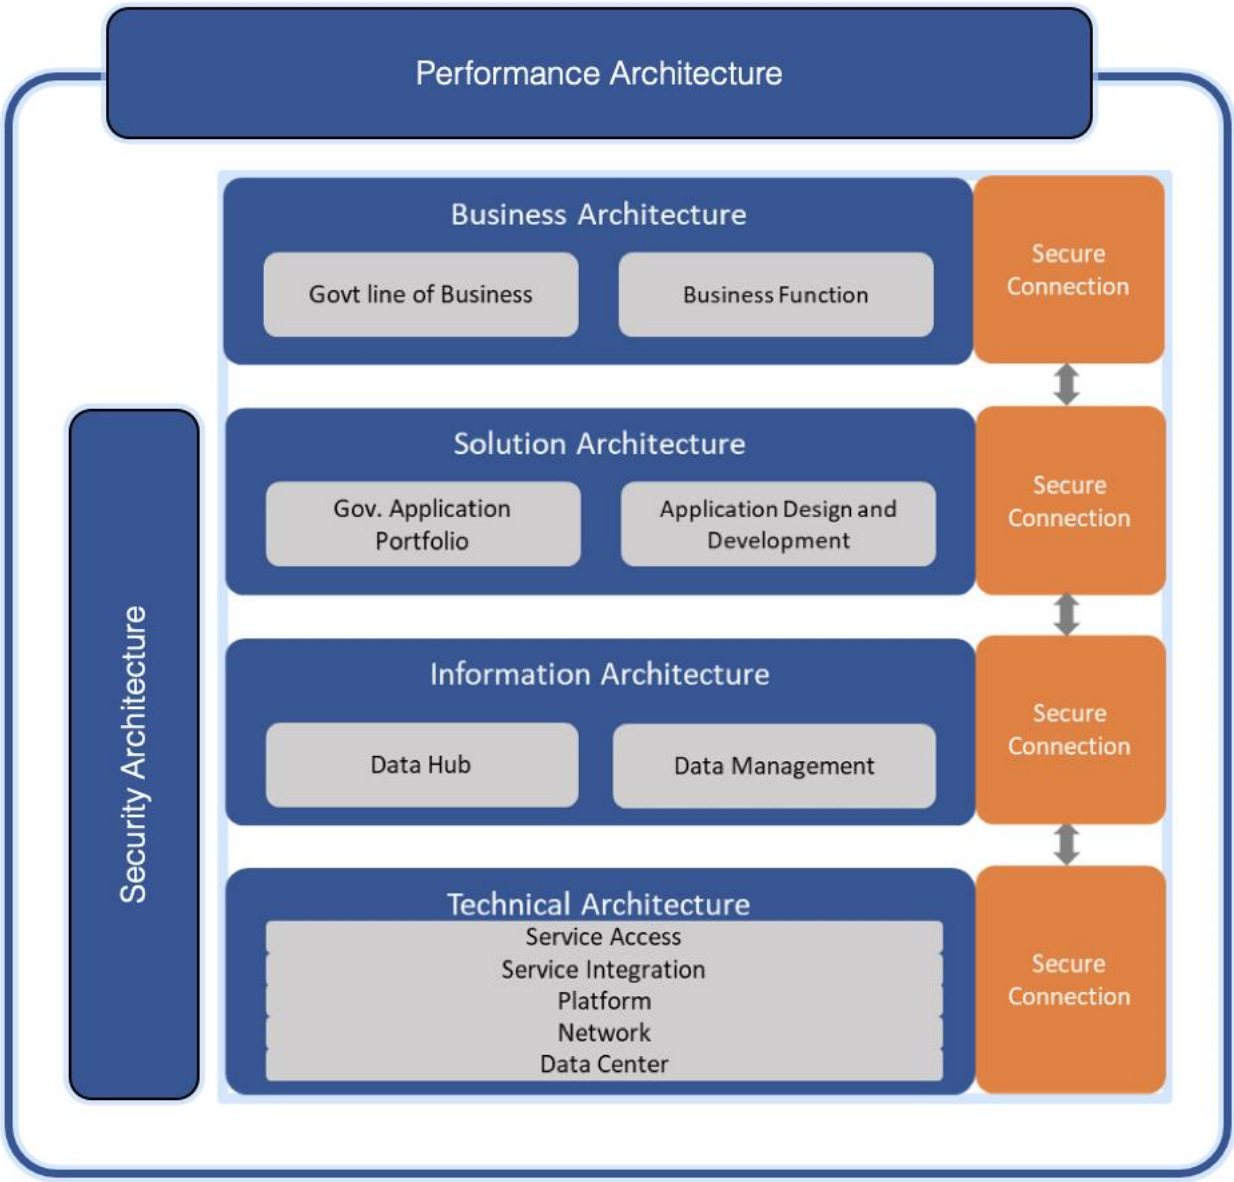 Performance Architecture
Business Architecture
Govt line of Business
Business Function
Secure
Connection
Solution Architecture
Gov. Application
Portfolio
Application Design and
Development
Secure
Connection
Security Architecture
Information Architecture
Data Hub
Data Management
Secure
Connection
Technical Architecture
Service Access
Service Integration
Platform
Network
Data Center
Secure
Connection